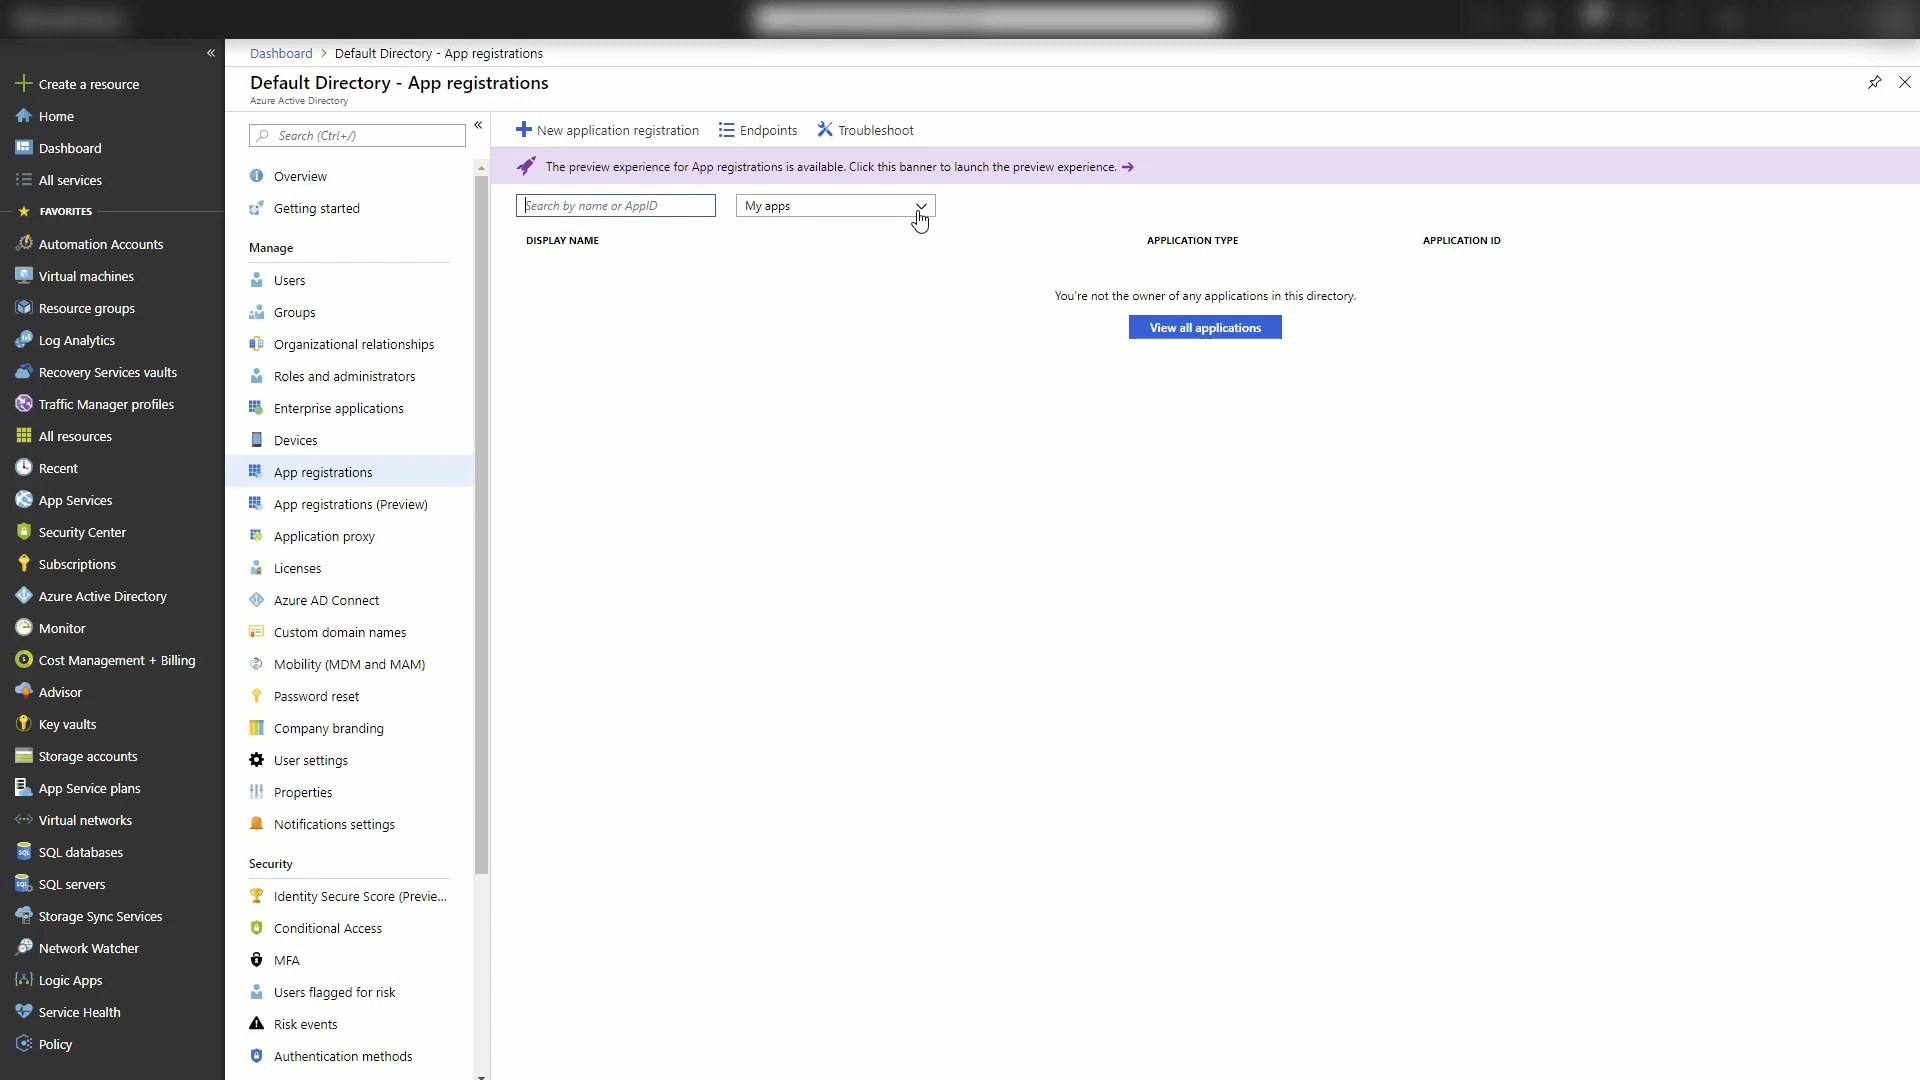 Dashboard > Default Directory - App registrations
Default Directory - App registrations
Azure Active Directory
Create a resource
Home
Dashboard
All services
FAVORITES
Automation Accounts
Virtual machines
Resource groups
Log Analytics
Recovery Services vaults
Traffic Manager profiles
All resources
Recent
App Services
Security Center
Subscriptions
Azure Active Directory
Monitor
Cost Management + Billing
Advisor
Key vaults
Storage accounts
App Service plans
Virtual networks
SQL databases
SQL servers
Storage Sync Services
Network Watcher
Logic Apps
Service Health
Policy
Search (Ctrl+/)
Overview
Getting started
Manage
Users
Groups
Organizational relationships
Roles and administrators
Enterprise applications
Devices
App registrations
App registrations (Preview)
Application proxy
Licenses
Azure AD Connect
Custom domain names
Mobility (MDM and MAM)
Password reset
Company branding
User settings
Properties
Notifications settings
Security
Identity Secure Score (Previe...
Conditional Access
MFA
Users flagged for risk
Risk events
Authentication methods
New application registration Endpoints Troubleshoot
The preview experience for App registrations is available. Click this banner to launch the preview experience. →
Search by name or AppID My apps
DISPLAY NAME APPLICATION TYPE APPLICATION ID
You're not the owner of any applications in this directory.
View all applications